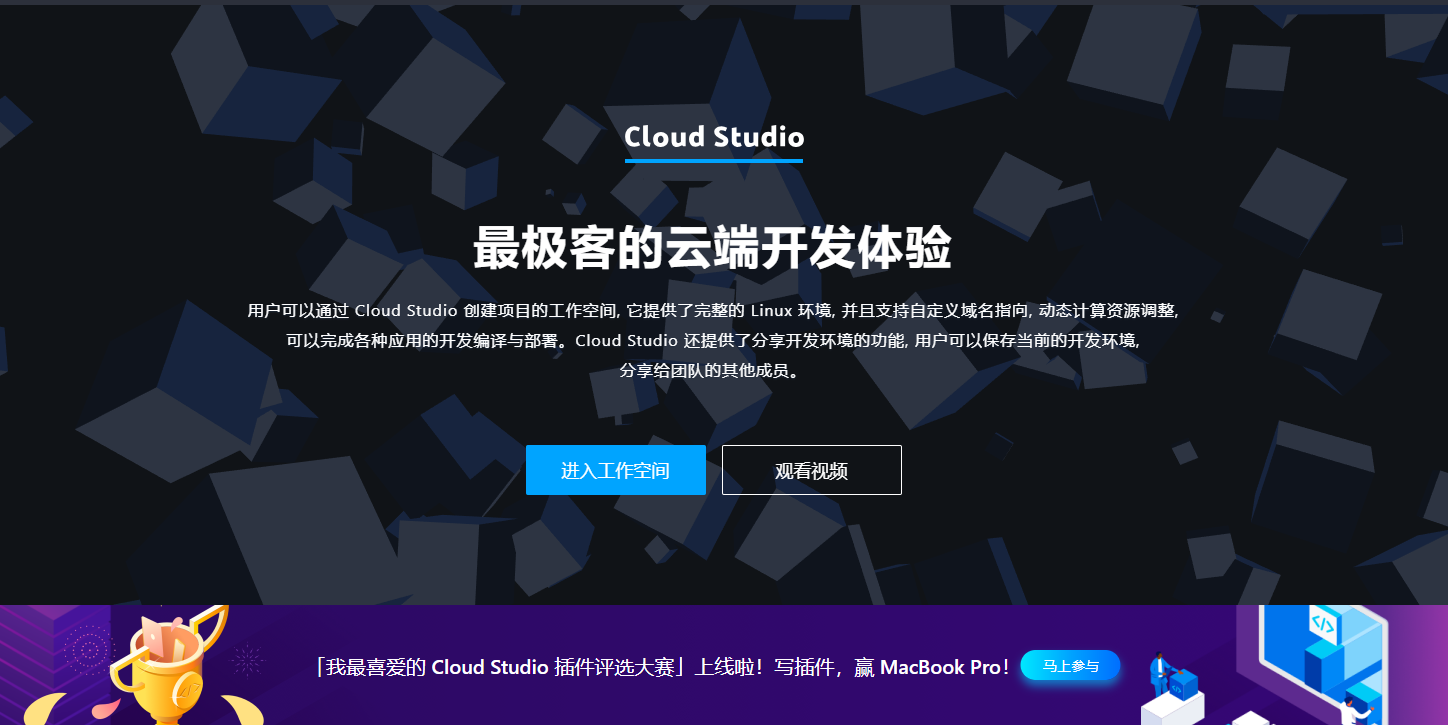 Cloud Studio
最极客的云端开发体验
用户可以通过 Cloud Studio 创建项目的工作空间, 它提供了完整的 Linux 环境, 并且支持自定义域名指向, 动态计算资源调整,
可以完成各种应用的开发编译与部署。Cloud Studio 还提供了分享开发环境的功能, 用户可以保存当前的开发环境,
分享给团队的其他成员。
进入工作空间
观看视频
「我最喜爱的 Cloud Studio 插件评选大赛」上线啦！写插件，赢 MacBook Pro！
马上参与